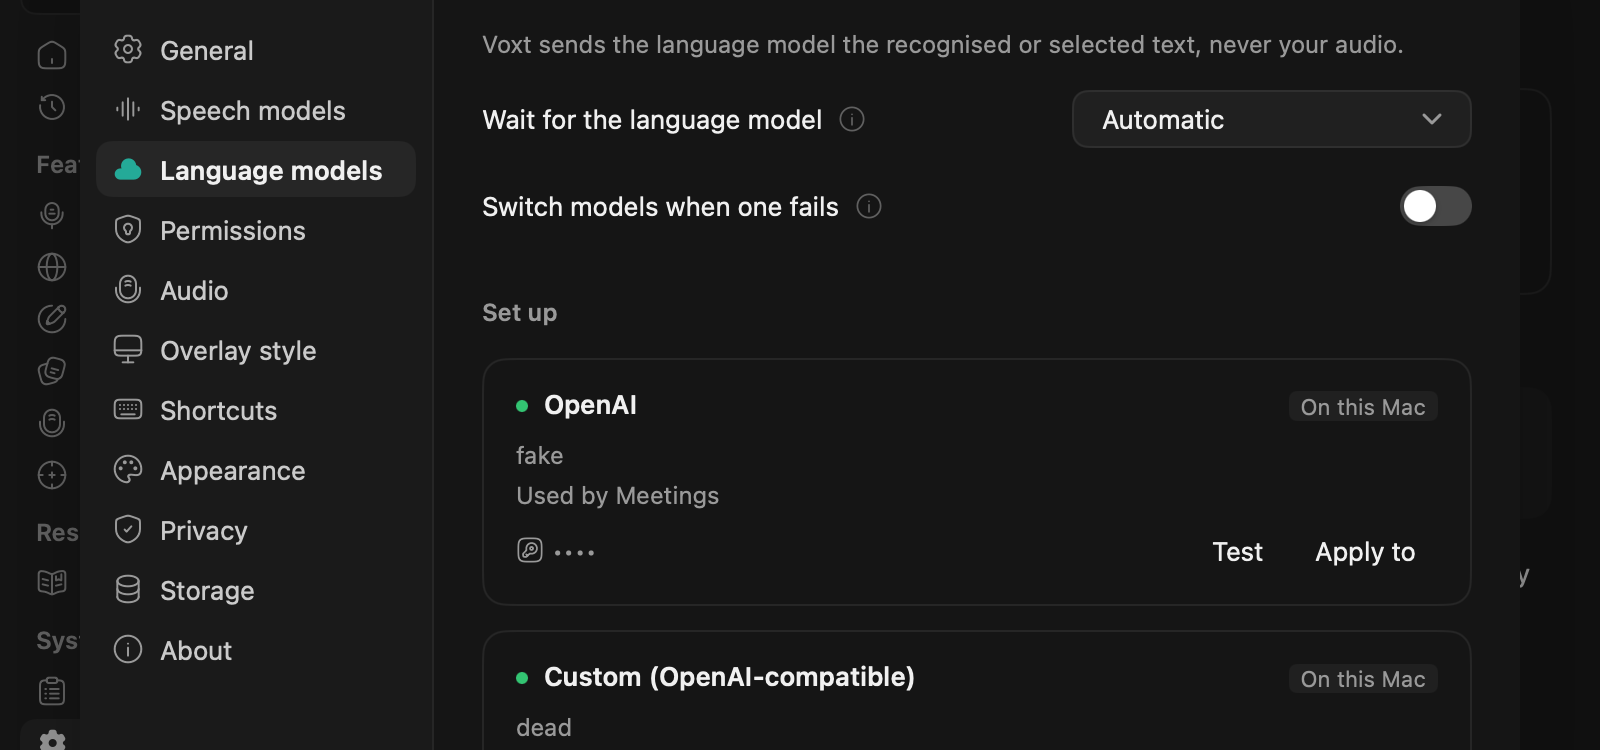 General
Speech models
Language models
Permissions
Audio
Overlay style
Shortcuts
Appearance
Privacy
Storage
About
Voxt sends the language model the recognised or selected text, never your audio.
Wait for the language model
Automatic
Switch models when one fails
Set up
OpenAI
On this Mac
fake
Used by Meetings
••••
Test
Apply to
Custom (OpenAI-compatible)
On this Mac
dead